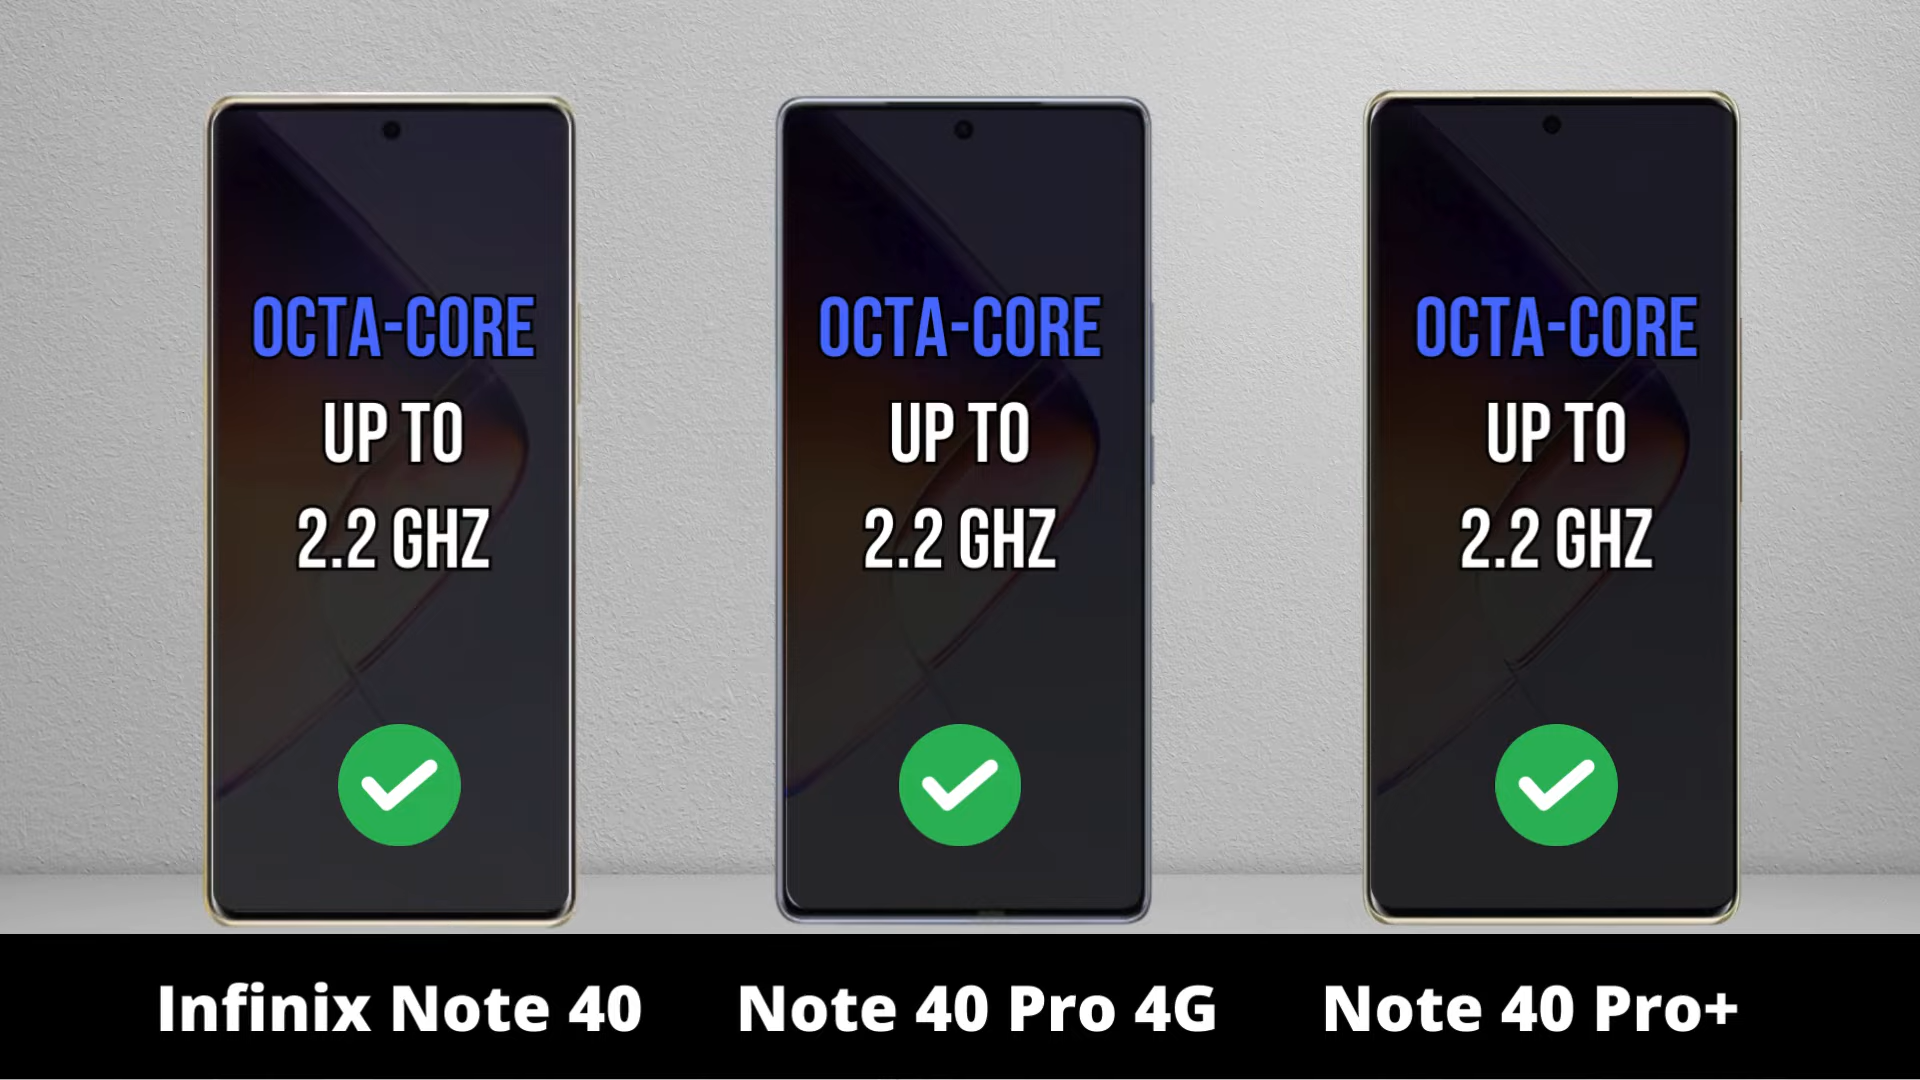 OCTA-CORE
UP TO
2.2 GHZ
OCTA-CORE
UP TO
2.2 GHZ
OCTA-CORE
UP TO
2.2 GHZ
Infinix Note 40
Note 40 Pro 4G
Note 40 Pro+